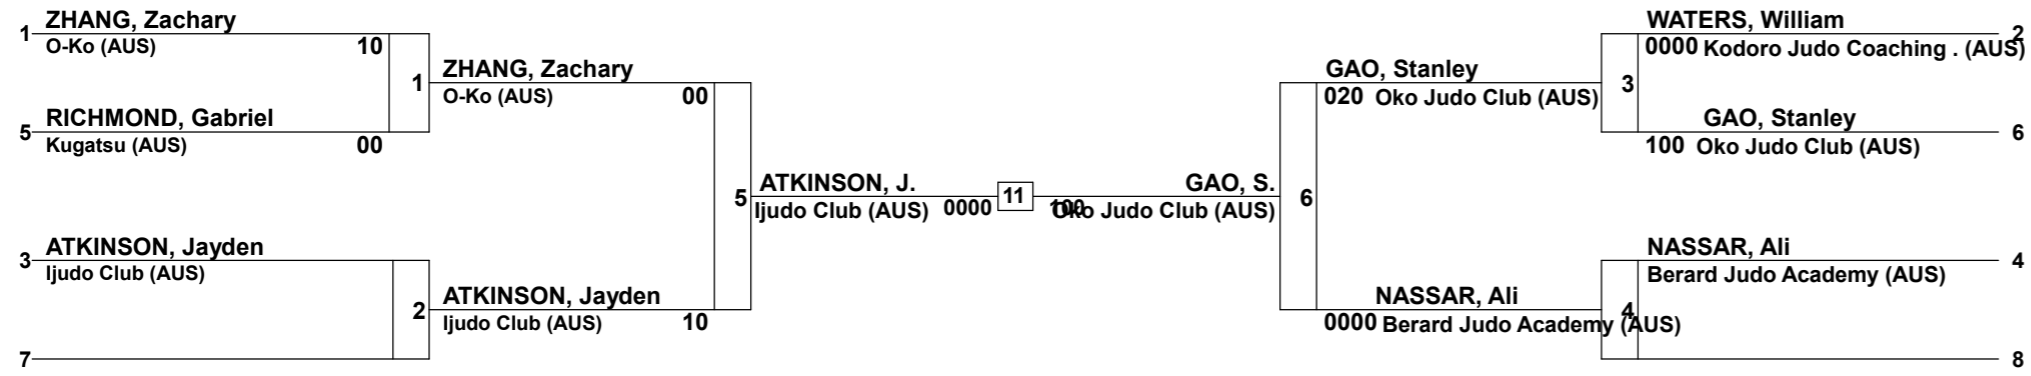 1 ZHANG, Zachary
O-Ko (AUS) 10
1
5 RICHMOND, Gabriel
Kugatsu (AUS) 00
3 ATKINSON, Jayden
Ijudo Club (AUS)
2
7
ZHANG, Zachary
O-Ko (AUS) 00
5
ATKINSON, Jayden
Ijudo Club (AUS) 10
ATKINSON, J.
Ijudo Club (AUS) 0000
11
GAO, S.
100 Oko Judo Club (AUS)
6
GAO, Stanley
020 Oko Judo Club (AUS)
NASSAR, Ali
0000 Berard Judo Academy (AUS)
WATERS, William 2
0000 Kodoro Judo Coaching . (AUS)
3
GAO, Stanley 6
100 Oko Judo Club (AUS)
NASSAR, Ali 4
Berard Judo Academy (AUS)
4
8